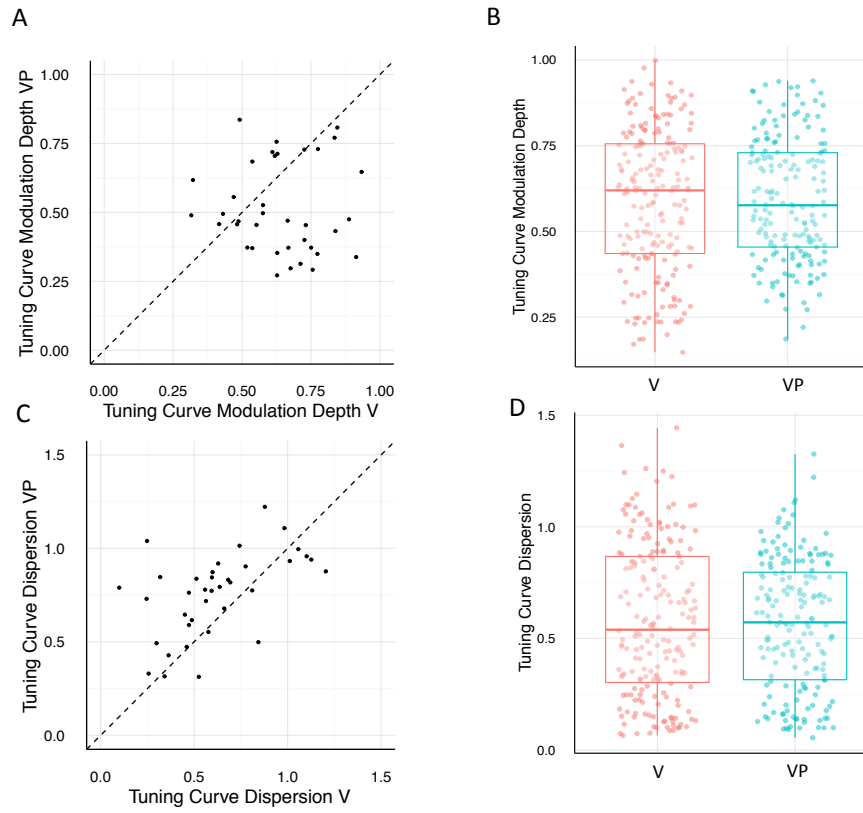 A
Tuning Curve Modulation Depth VP
1.00
0.75
0.50
0.25
0.00
0.00 0.25 0.50 0.75 1.00
Tuning Curve Modulation Depth V
B
Tuning Curve Modulation Depth
1.00
0.75
0.50
0.25
V VP
C
Tuning Curve Dispersion VP
1.5
1.0
0.5
0.0
0.0 0.5 1.0 1.5
Tuning Curve Dispersion V
D
Tuning Curve Dispersion
1.5
1.0
0.5
0.0
V VP